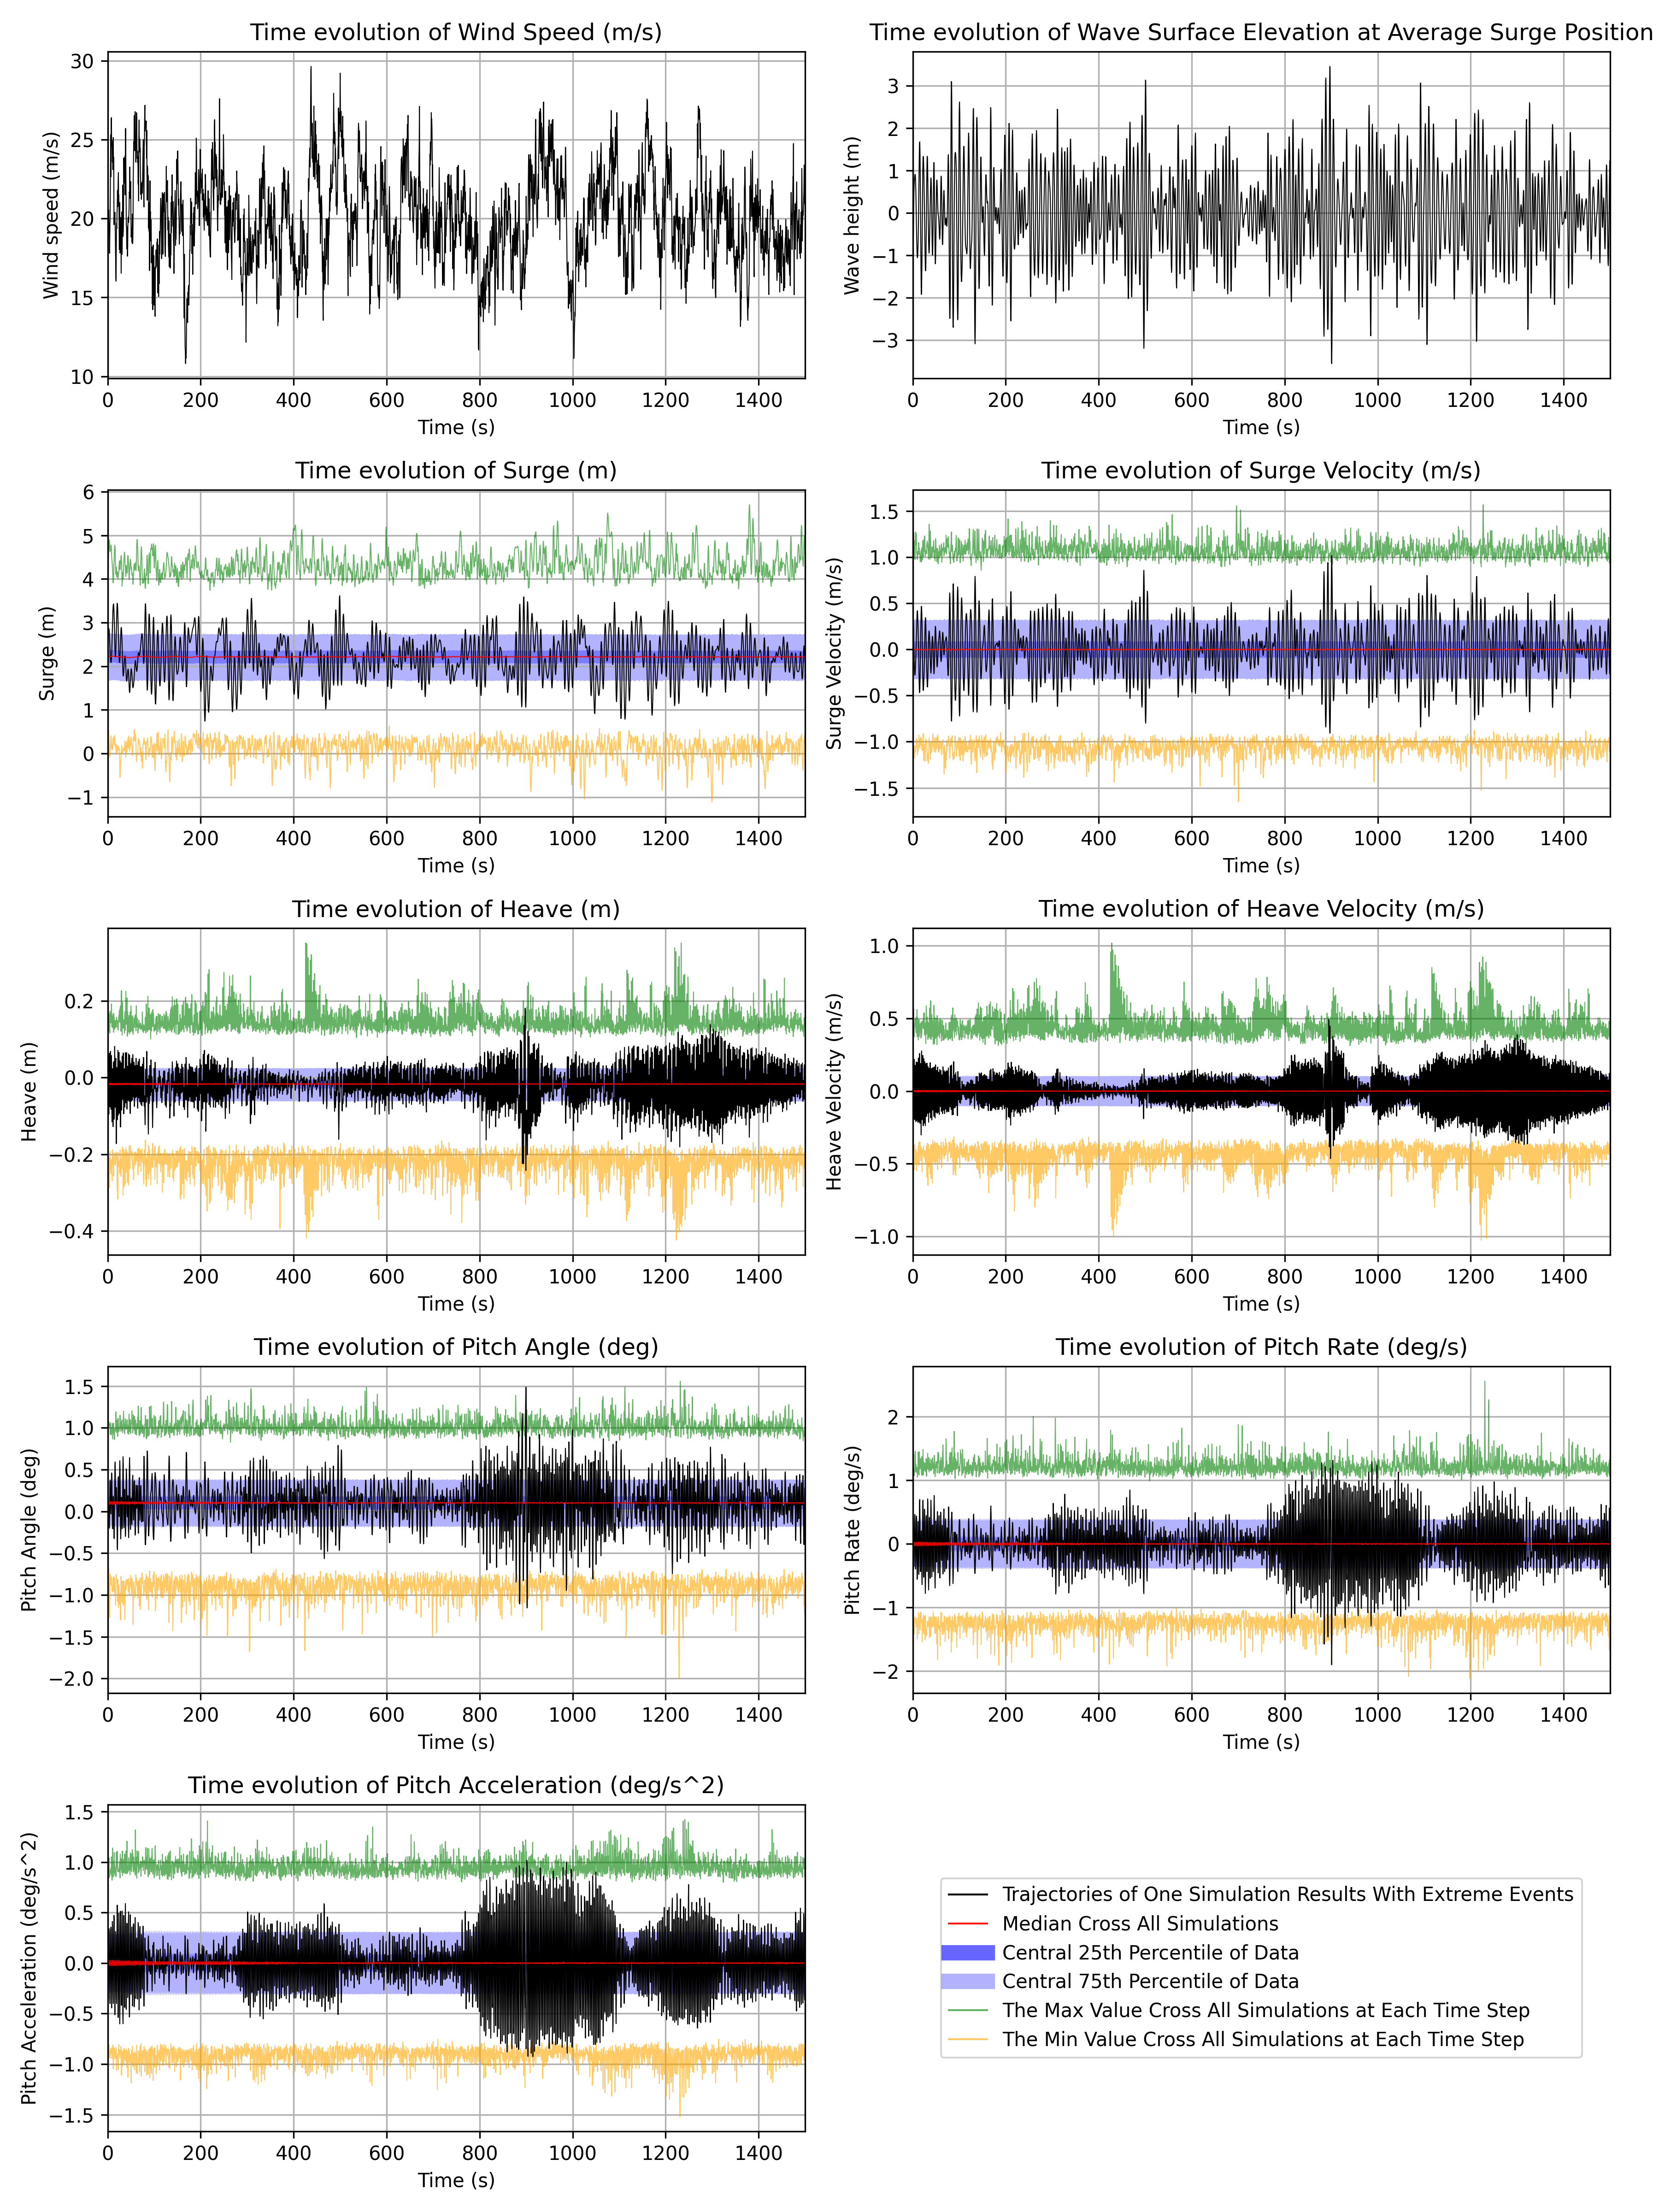 Time evolution of Wind Speed (m/s)
Wind speed (m/s)
30
25
20
15
10
0 200 400 600 800 1000 1200 1400
Time (s)
Time evolution of Wave Surface Elevation at Average Surge Position
Wave height (m)
3
2
1
0
−1
−2
−3
0 200 400 600 800 1000 1200 1400
Time (s)
Time evolution of Surge (m)
Surge (m)
6
5
4
3
2
1
0
−1
0 200 400 600 800 1000 1200 1400
Time (s)
Time evolution of Surge Velocity (m/s)
Surge Velocity (m/s)
1.5
1.0
0.5
0.0
−0.5
−1.0
−1.5
0 200 400 600 800 1000 1200 1400
Time (s)
Time evolution of Heave (m)
Heave (m)
0.2
0.0
−0.2
−0.4
0 200 400 600 800 1000 1200 1400
Time (s)
Time evolution of Heave Velocity (m/s)
Heave Velocity (m/s)
1.0
0.5
0.0
−0.5
−1.0
0 200 400 600 800 1000 1200 1400
Time (s)
Time evolution of Pitch Angle (deg)
Pitch Angle (deg)
1.5
1.0
0.5
0.0
−0.5
−1.0
−1.5
−2.0
0 200 400 600 800 1000 1200 1400
Time (s)
Time evolution of Pitch Rate (deg/s)
Pitch Rate (deg/s)
2
1
0
−1
−2
0 200 400 600 800 1000 1200 1400
Time (s)
Time evolution of Pitch Acceleration (deg/s^2)
Pitch Acceleration (deg/s^2)
1.5
1.0
0.5
0.0
−0.5
−1.0
−1.5
0 200 400 600 800 1000 1200 1400
Time (s)
Trajectories of One Simulation Results With Extreme Events
Median Cross All Simulations
Central 25th Percentile of Data
Central 75th Percentile of Data
The Max Value Cross All Simulations at Each Time Step
The Min Value Cross All Simulations at Each Time Step